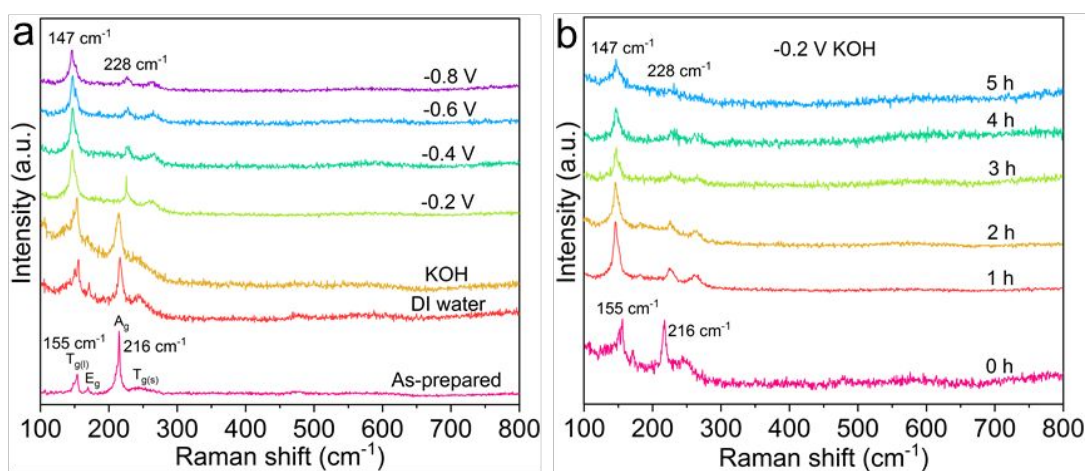 a
147 cm⁻¹
228 cm⁻¹
-0.8 V
-0.6 V
-0.4 V
-0.2 V
KOH
DI water
155 cm⁻¹
Ag
216 cm⁻¹
Tg(l)
Eg
Tg(s)
As-prepared
Intensity (a.u.)
100 200 300 400 500 600 700 800
Raman shift (cm⁻¹)
b
-0.2 V KOH
147 cm⁻¹
228 cm⁻¹
5 h
4 h
3 h
2 h
1 h
155 cm⁻¹
216 cm⁻¹
0 h
Intensity (a.u.)
100 200 300 400 500 600 700 800
Raman shift (cm⁻¹)